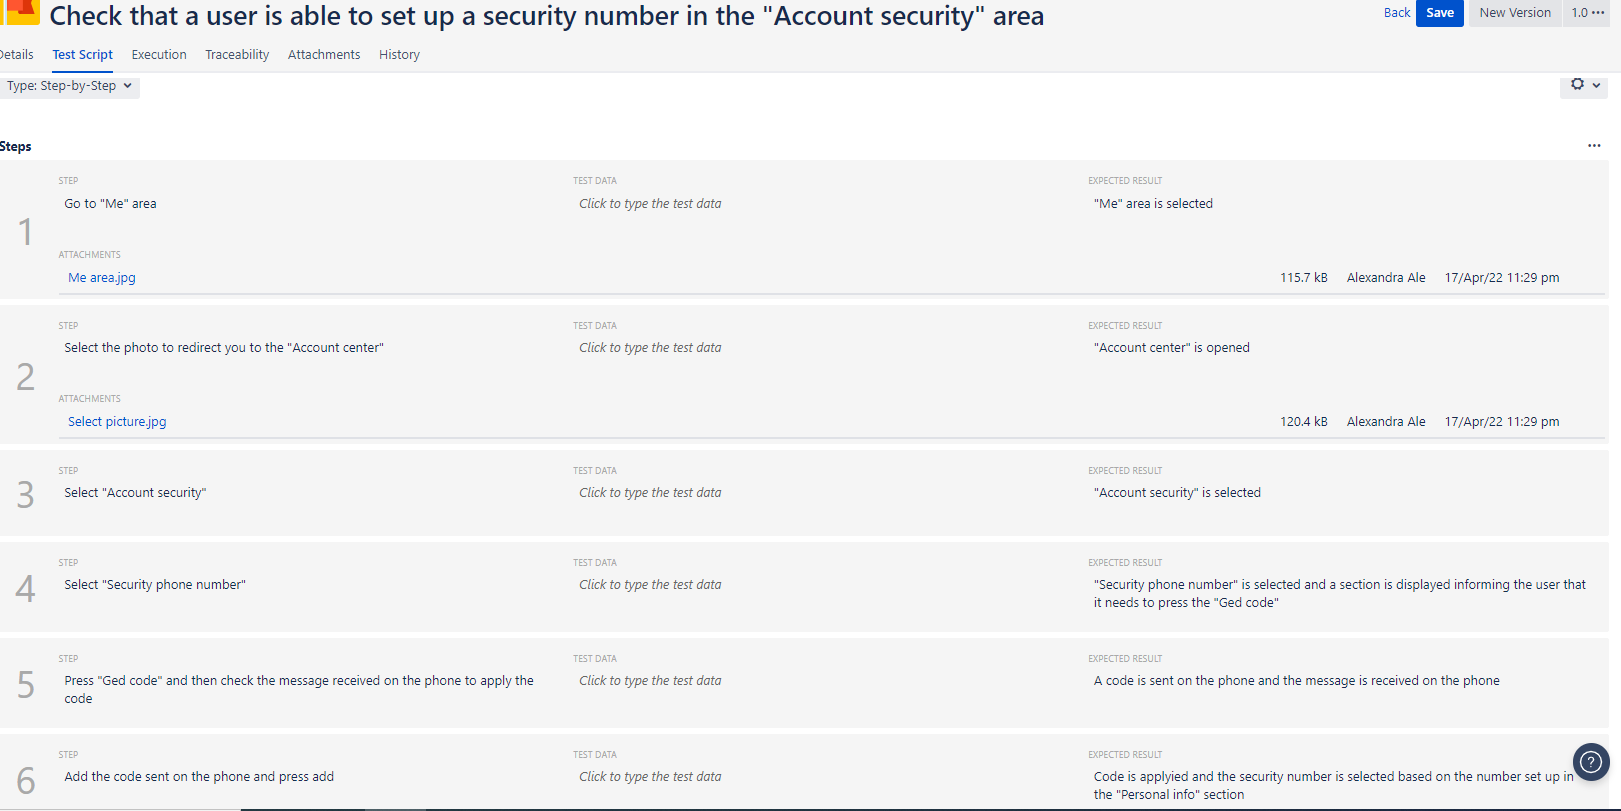 Check that a user is able to set up a security number in the "Account security" area
Back Save New Version 1.0
Details Test Script Execution Traceability Attachments History
Type: Step-by-Step
Steps
STEP TEST DATA EXPECTED RESULT
1 Go to "Me" area Click to type the test data "Me" area is selected
ATTACHMENTS
Me area.jpg 115.7 kB Alexandra Ale 17/Apr/22 11:29 pm
STEP TEST DATA EXPECTED RESULT
2 Select the photo to redirect you to the "Account center" Click to type the test data "Account center" is opened
ATTACHMENTS
Select picture.jpg 120.4 kB Alexandra Ale 17/Apr/22 11:29 pm
STEP TEST DATA EXPECTED RESULT
3 Select "Account security" Click to type the test data "Account security" is selected
STEP TEST DATA EXPECTED RESULT
4 Select "Security phone number" Click to type the test data "Security phone number" is selected and a section is displayed informing the user that
it needs to press the "Ged code"
STEP TEST DATA EXPECTED RESULT
5 Press "Ged code" and then check the message received on the phone to apply the Click to type the test data A code is sent on the phone and the message is received on the phone
code
STEP TEST DATA EXPECTED RESULT
6 Add the code sent on the phone and press add Click to type the test data Code is applyied and the security number is selected based on the number set up in
the "Personal info" section